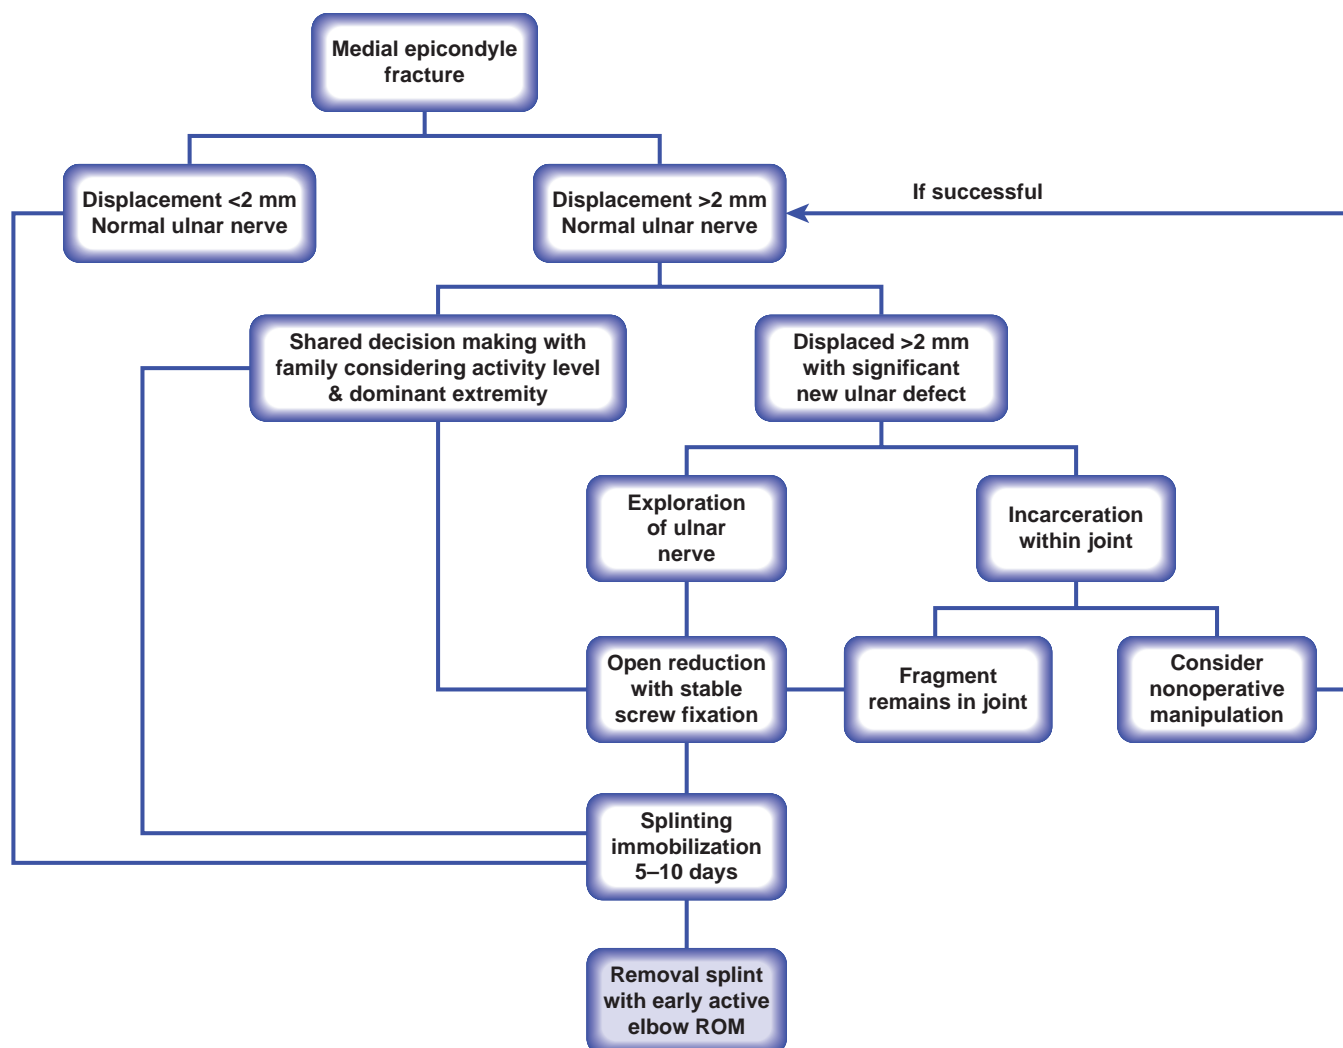 Medial epicondyle
fracture
Displacement <2 mm
Normal ulnar nerve
Displacement >2 mm
Normal ulnar nerve
If successful
Shared decision making with
family considering activity level
& dominant extremity
Displaced >2 mm
with significant
new ulnar defect
Exploration
of ulnar
nerve
Incarceration
within joint
Open reduction
with stable
screw fixation
Fragment
remains in joint
Consider
nonoperative
manipulation
Splinting
immobilization
5–10 days
Removal splint
with early active
elbow ROM